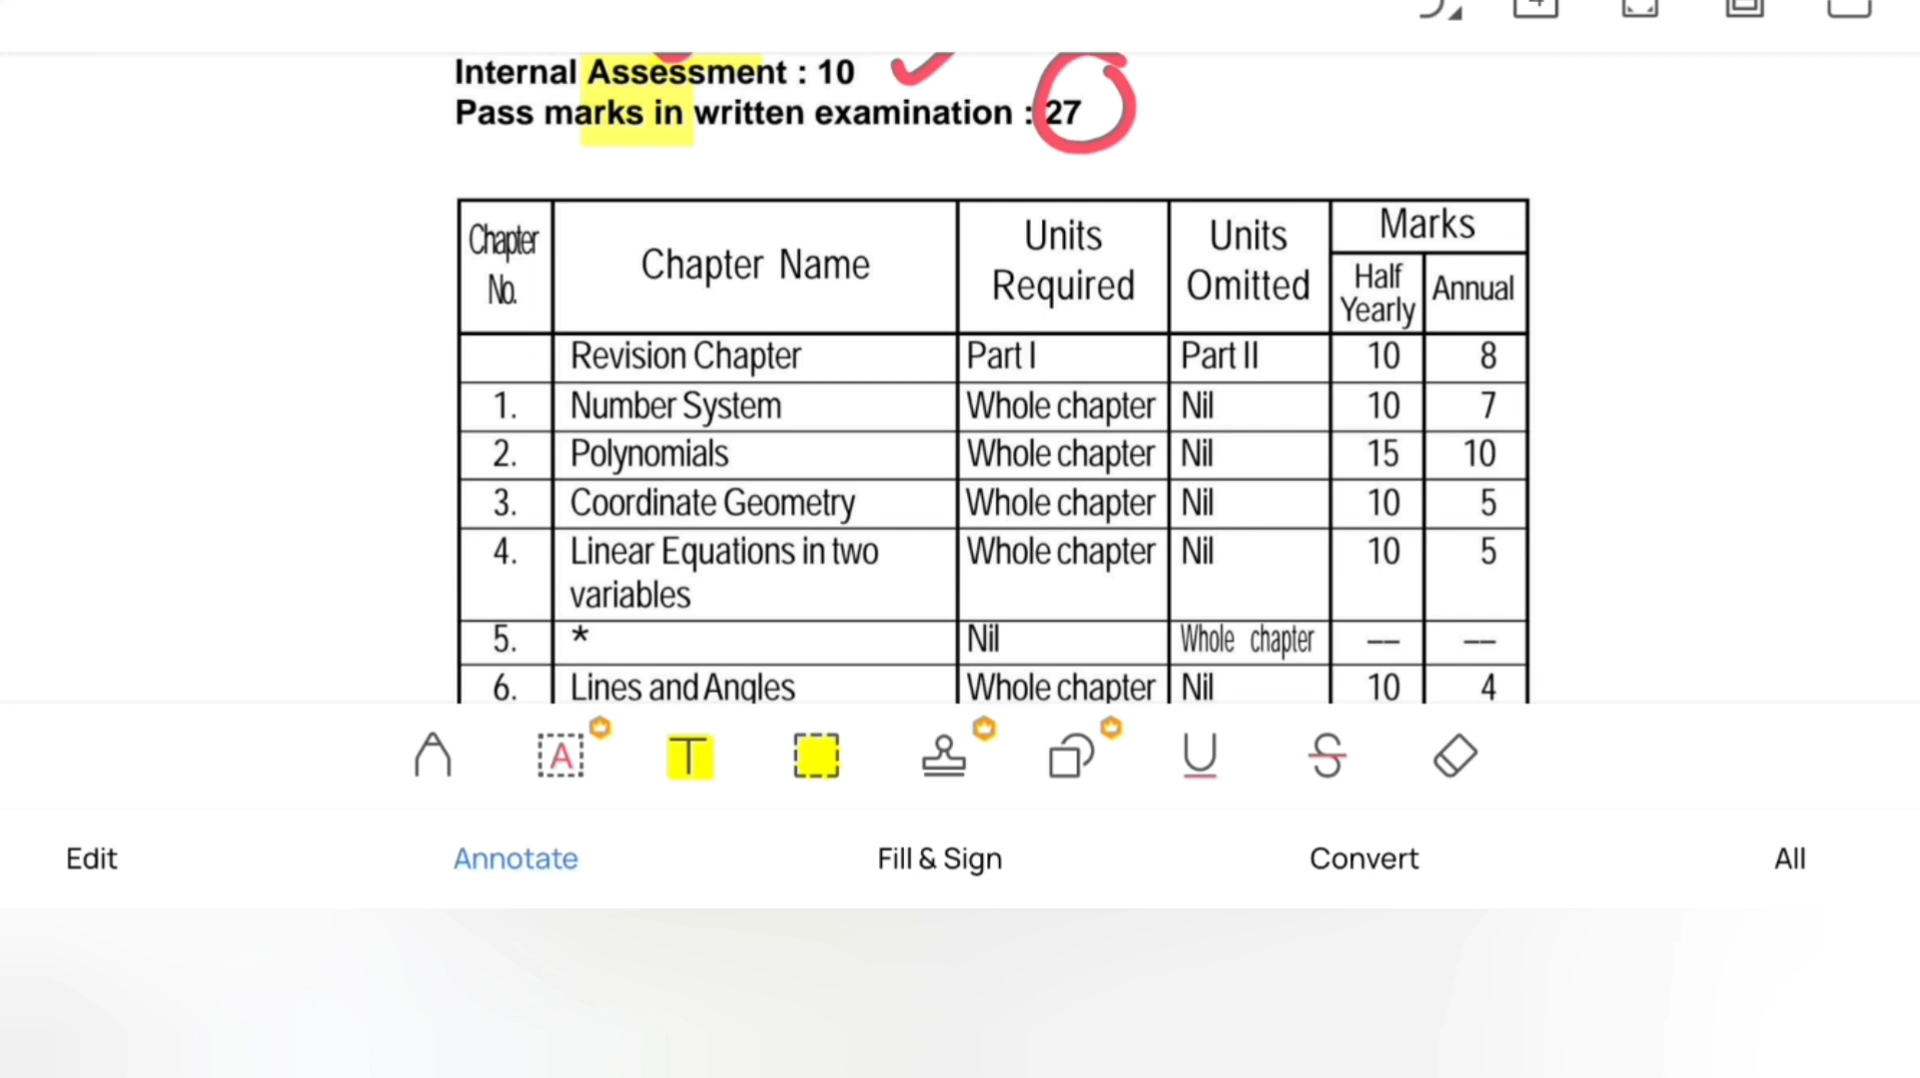 Internal Assessment : 10
Pass marks in written examination : 27
Chapter No. Chapter Name Units Required Units Omitted Marks
Half Yearly Annual
Revision Chapter Part I Part II 10 8
1. Number System Whole chapter Nil 10 7
2. Polynomials Whole chapter Nil 15 10
3. Coordinate Geometry Whole chapter Nil 10 5
4. Linear Equations in two variables Whole chapter Nil 10 5
5. * Nil Whole chapter — —
6. Lines and Angles Whole chapter Nil 10 4
A T U S
Edit Annotate Fill & Sign Convert All